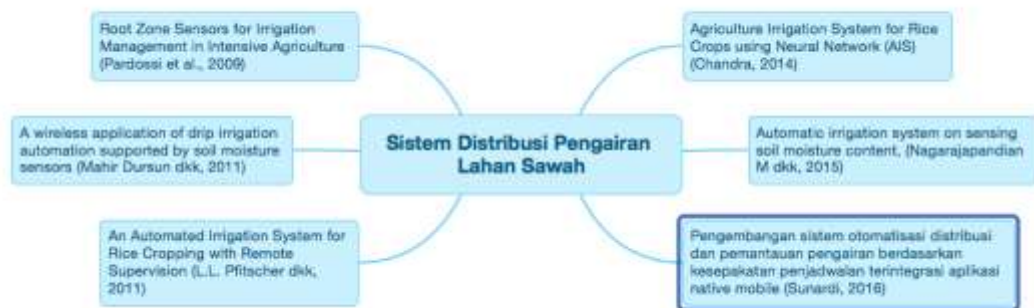 Root Zone Sensors for Irrigation
Management in Intensive Agriculture
(Pardossi et al., 2009)
Agriculture Irrigation System for Rice
Crops using Neural Network (AIS)
(Chandra, 2014)
A wireless application of drip irrigation
automation supported by soil moisture
sensors (Mahir Dursun dkk, 2011)
Sistem Distribusi Pengairan
Lahan Sawah
Automatic irrigation system on sensing
soil moisture content, (Nagarajapandian
M dkk, 2015)
An Automated Irrigation System for
Rice Cropping with Remote
Supervision (L.L. Pfitscher dkk,
2011)
Pengembangan sistem otomatisasi distribusi
dan pemantauan pengairan berdasarkan
kesepakatan penjadwalan terintegrasi aplikasi
native mobile (Sunardi, 2016)